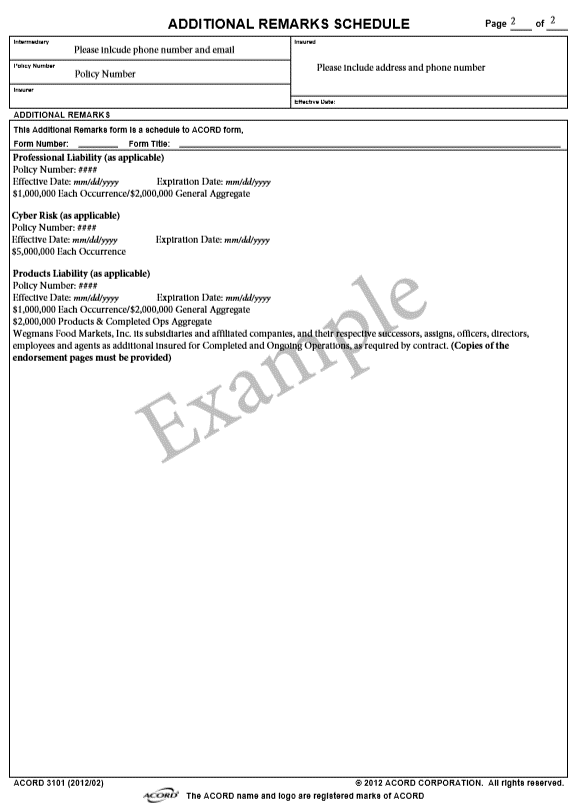 ADDITIONAL REMARKS SCHEDULE
Page 2 of 2
Intermediary
Please inlcude phone number and email
Insured
Please include address and phone number
Policy Number
Policy Number
Insurer
Effective Date:
ADDITIONAL REMARKS
This Additional Remarks form is a schedule to ACORD form,
Form Number: Form Title:
Professional Liability (as applicable)
Policy Number: ####
Effective Date: mm/dd/yyyy Expiration Date: mm/dd/yyyy
$1,000,000 Each Occurrence/$2,000,000 General Aggregate
Cyber Risk (as applicable)
Policy Number: ####
Effective Date: mm/dd/yyyy Expiration Date: mm/dd/yyyy
$5,000,000 Each Occurrence
Products Liability (as applicable)
Policy Number: ####
Effective Date: mm/dd/yyyy Expiration Date: mm/dd/yyyy
$1,000,000 Each Occurrence/$2,000,000 General Aggregate
$2,000,000 Products & Completed Ops Aggregate
Wegmans Food Markets, Inc. its subsidiaries and affiliated companies, and their respective successors, assigns, officers, directors,
employees and agents as additional insured for Completed and Ongoing Operations, as required by contract. (Copies of the
endorsement pages must be provided)
Example
ACORD 3101 (2012/02)
© 2012 ACORD CORPORATION. All rights reserved.
ACORD
The ACORD name and logo are registered marks of ACORD